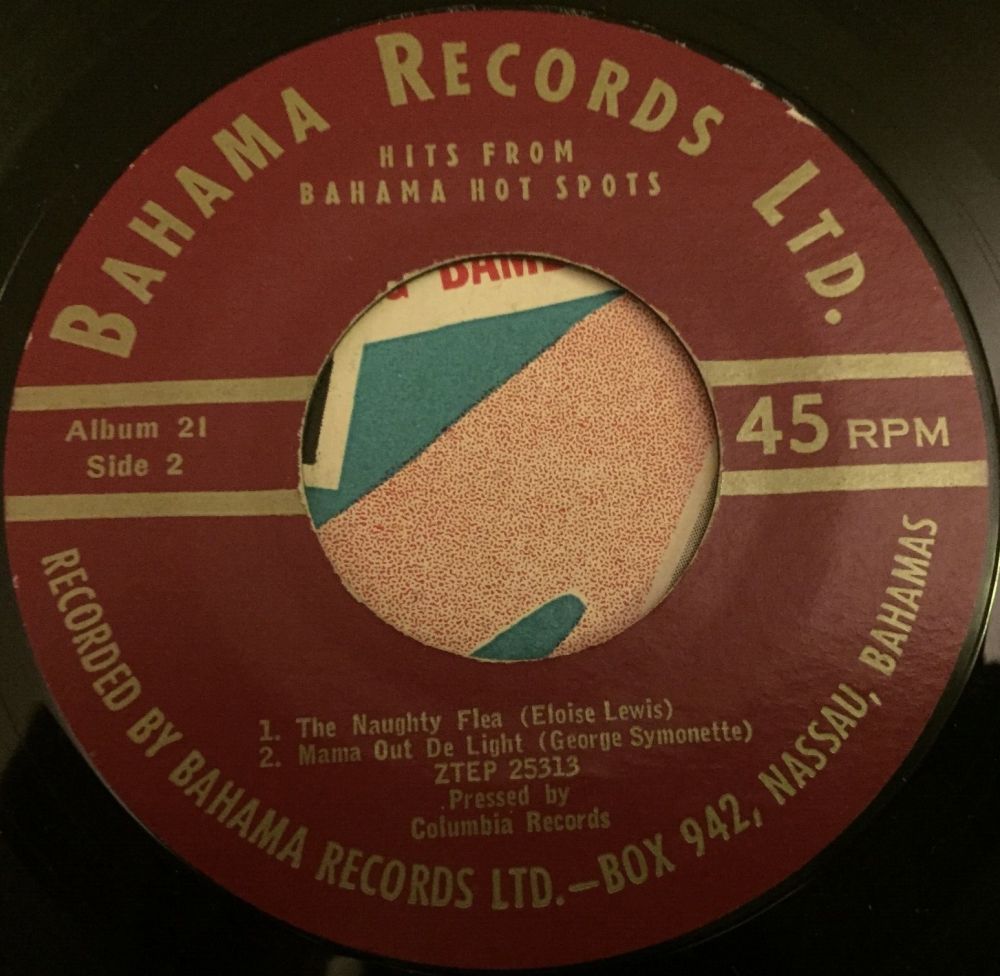 BAHAMA RECORDS LTD.
HITS FROM
BAHAMA HOT SPOTS
Album 21
Side 2
45 RPM
1. The Naughty Flea (Eloise Lewis)
2. Mama Out De Light (George Symonette)
ZTEP 25313
Pressed by
Columbia Records
RECORDED BY BAHAMA RECORDS LTD.—BOX 942, NASSAU, BAHAMAS